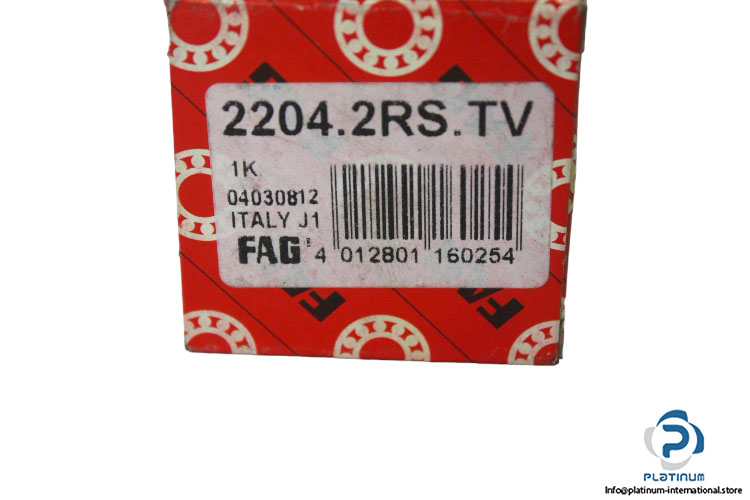 2204.2RS.TV
1K
04030812
ITALY J1
FAG
4 012801 160254
PLATINUM
Info@platinum-international.store